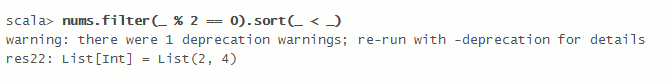 scala> nums.filter(_ % 2 == 0).sort(_ < _)
warning: there were 1 deprecation warnings; re-run with -deprecation for details
res22: List[Int] = List(2, 4)